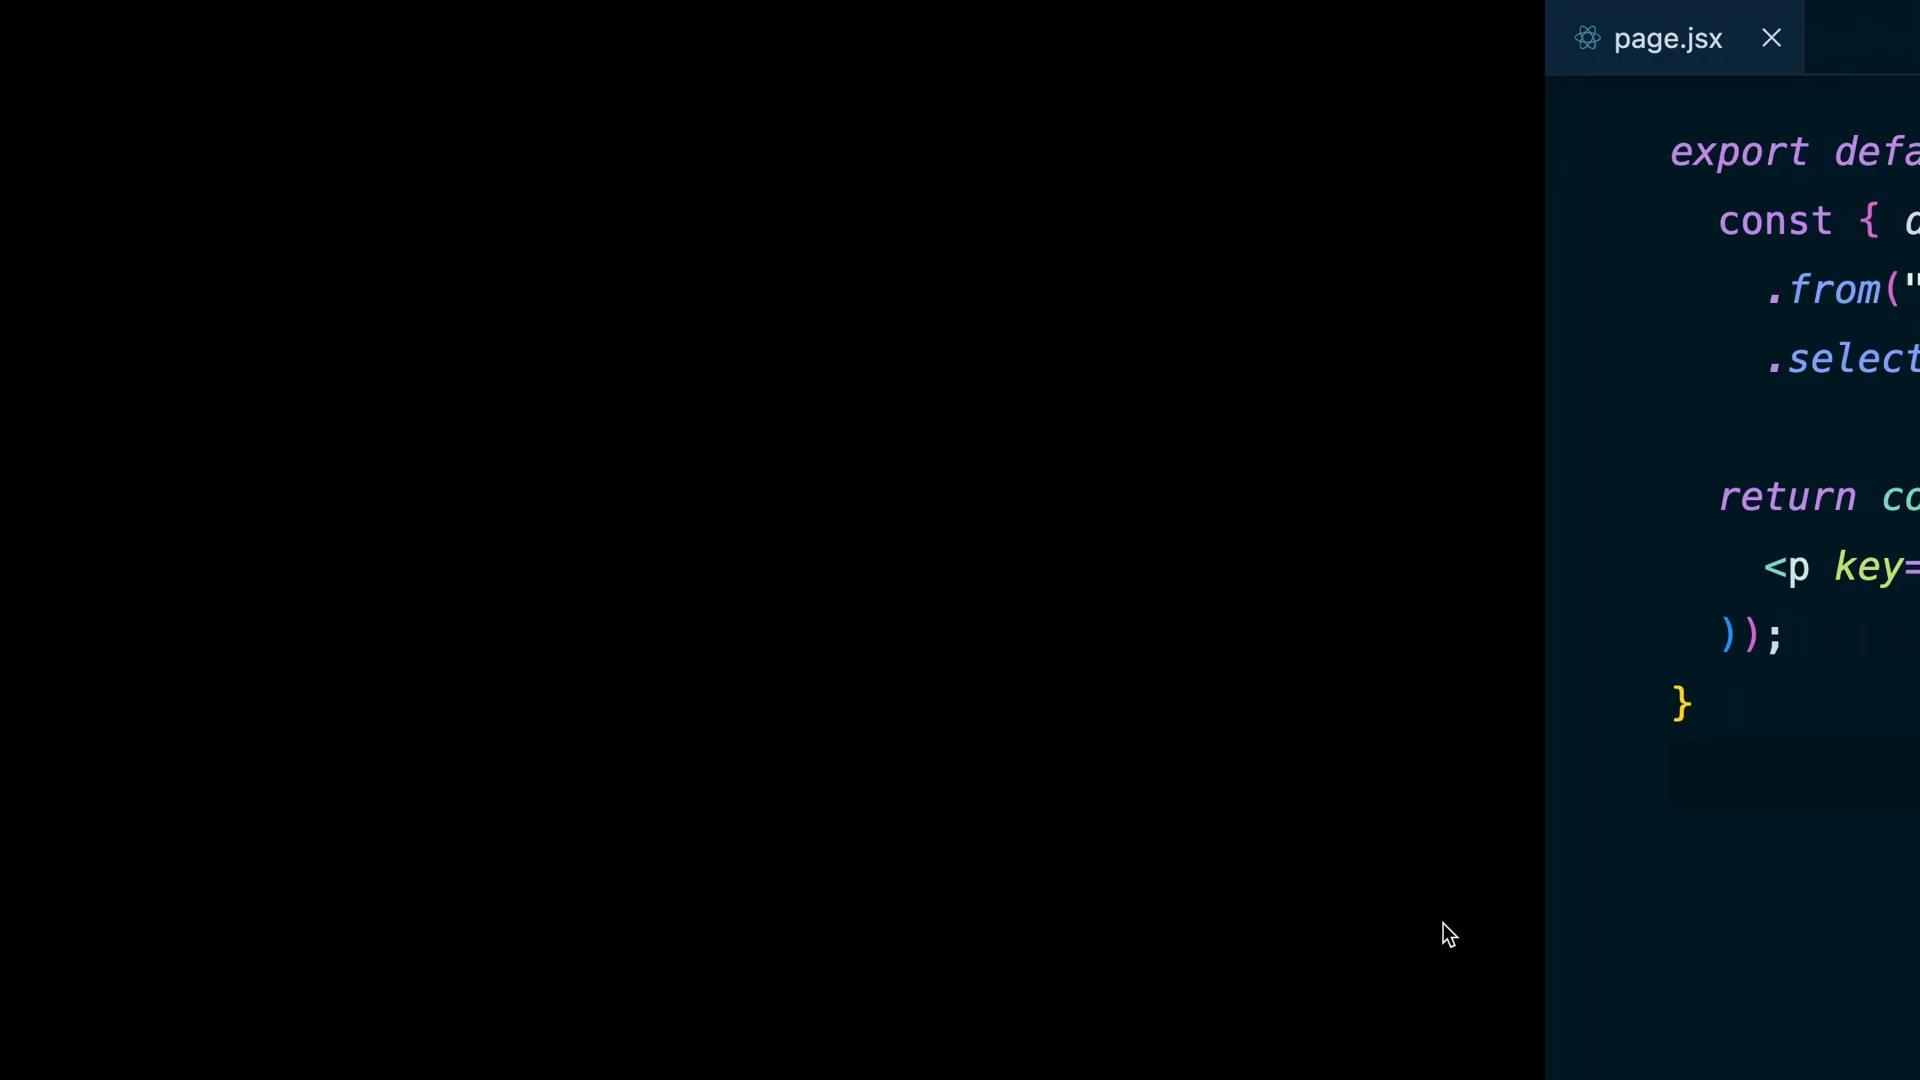 page.jsx
export defa
const { d
.from("
.select
return co
<p key=
));
}